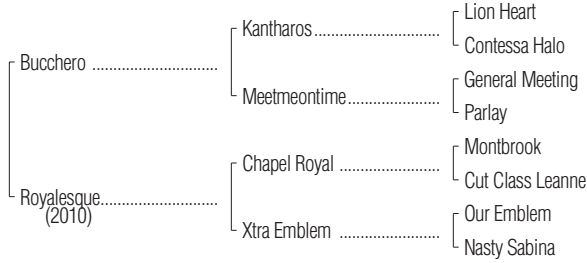 Lion Heart
Kantharos
Contessa Halo
Bucchero
General Meeting
Meetmeontime
Parlay
Montbrook
Chapel Royal
Cut Class Leanne
Royalesque
(2010)
Our Emblem
Xtra Emblem
Nasty Sabina